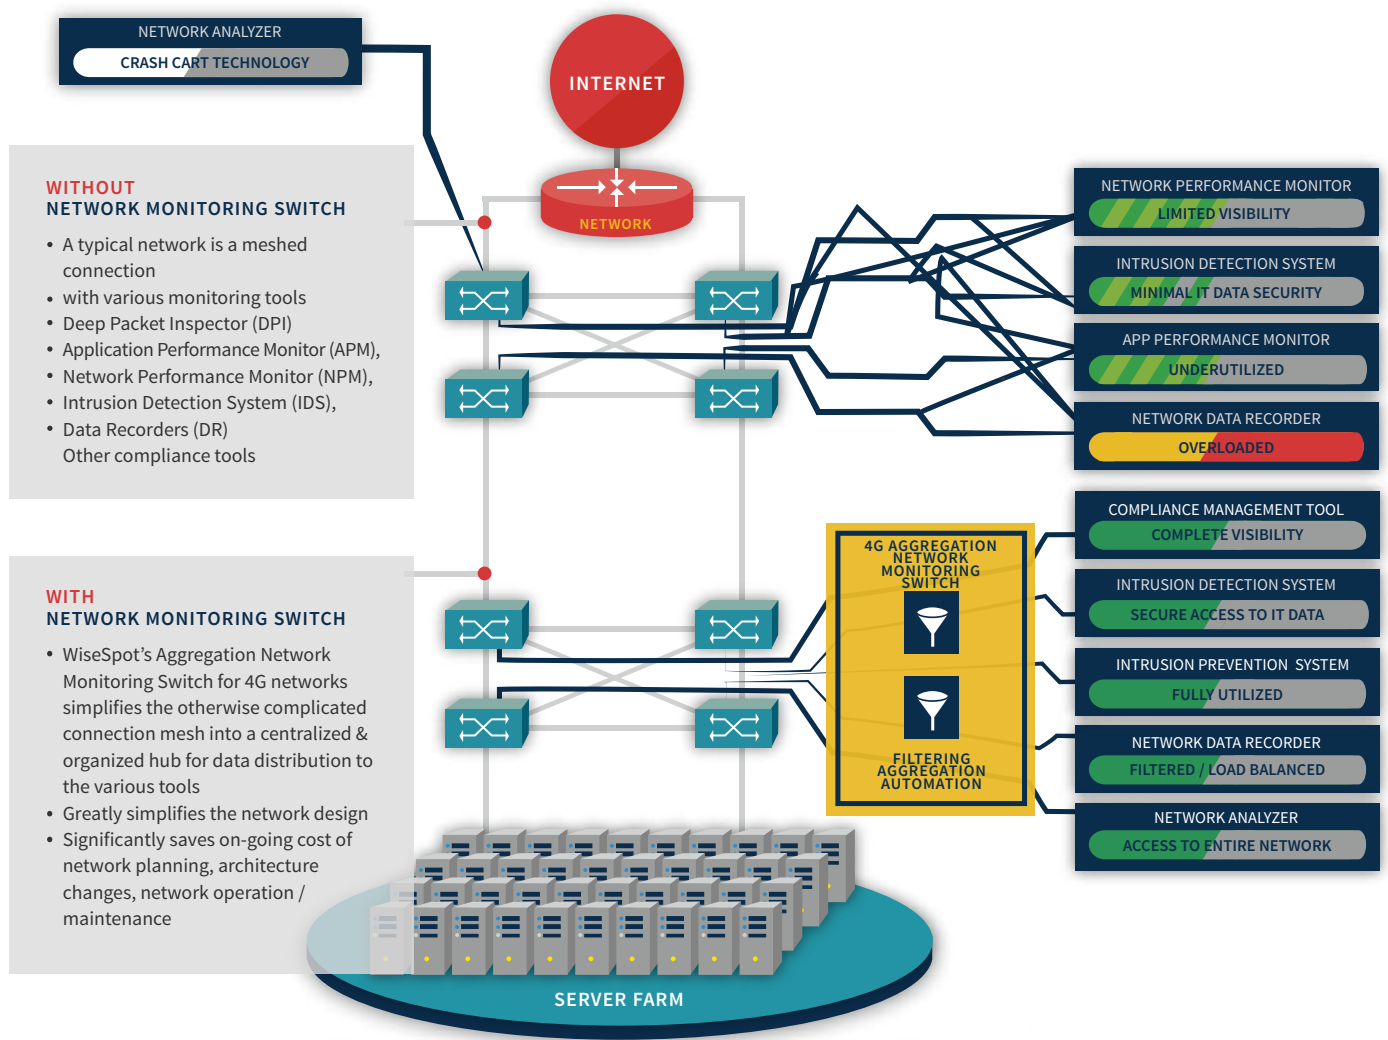 NETWORK ANALYZER
CRASH CART TECHNOLOGY
INTERNET
NETWORK
WITHOUT
NETWORK MONITORING SWITCH
• A typical network is a meshed
connection
• with various monitoring tools
• Deep Packet Inspector (DPI)
• Application Performance Monitor (APM),
• Network Performance Monitor (NPM),
• Intrusion Detection System (IDS),
• Data Recorders (DR)
Other compliance tools
NETWORK PERFORMANCE MONITOR
LIMITED VISIBILITY
INTRUSION DETECTION SYSTEM
MINIMAL IT DATA SECURITY
APP PERFORMANCE MONITOR
UNDERUTILIZED
NETWORK DATA RECORDER
OVERLOADED
WITH
NETWORK MONITORING SWITCH
• WiseSpot’s Aggregation Network
Monitoring Switch for 4G networks
simplifies the otherwise complicated
connection mesh into a centralized &
organized hub for data distribution to
the various tools
• Greatly simplifies the network design
• Significantly saves on-going cost of
network planning, architecture
changes, network operation /
maintenance
4G AGGREGATION
NETWORK
MONITORING
SWITCH
FILTERING
AGGREGATION
AUTOMATION
COMPLIANCE MANAGEMENT TOOL
COMPLETE VISIBILITY
INTRUSION DETECTION SYSTEM
SECURE ACCESS TO IT DATA
INTRUSION PREVENTION SYSTEM
FULLY UTILIZED
NETWORK DATA RECORDER
FILTERED / LOAD BALANCED
NETWORK ANALYZER
ACCESS TO ENTIRE NETWORK
SERVER FARM